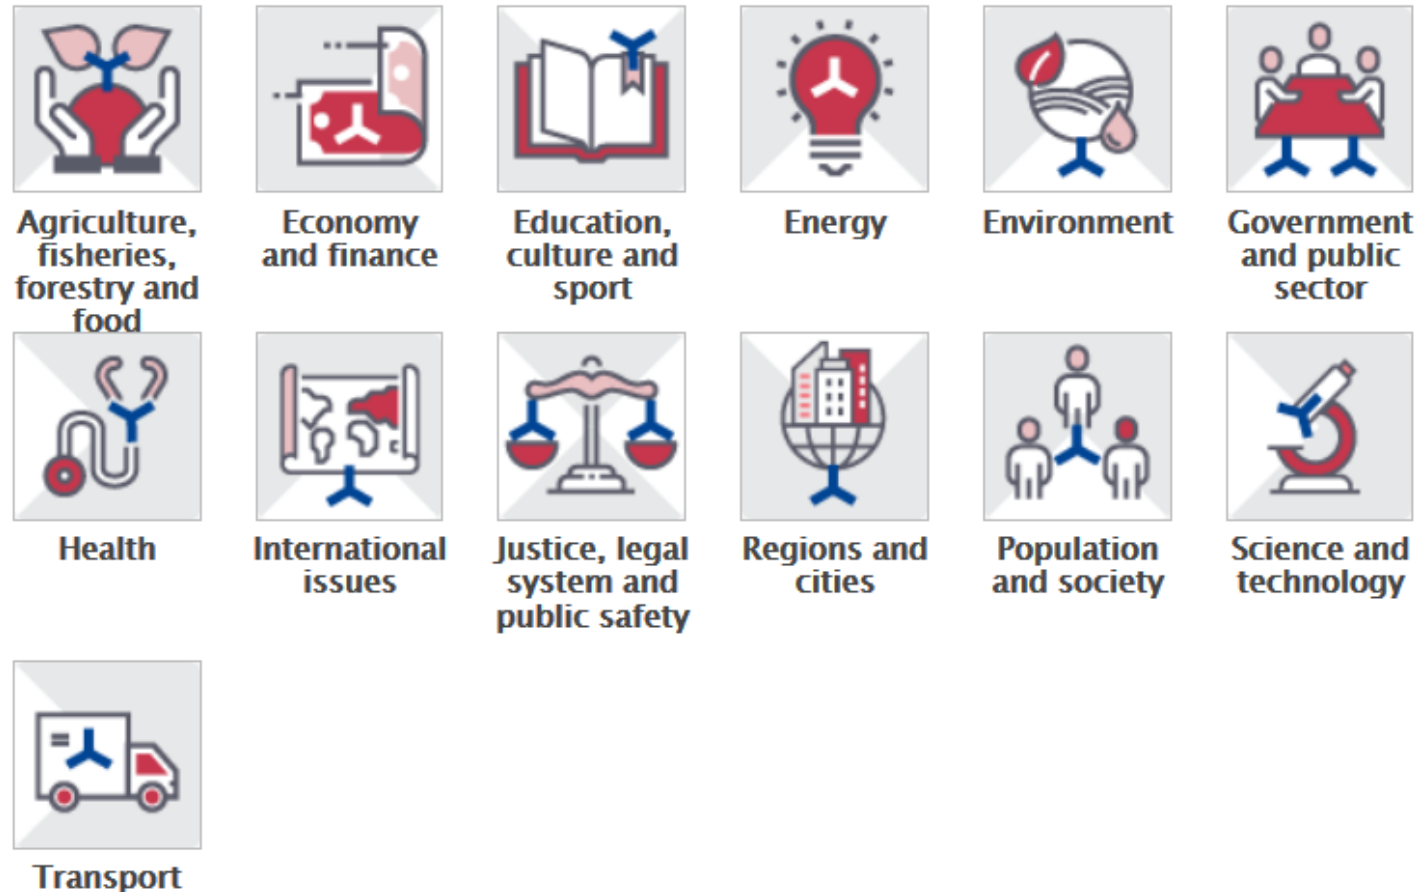 Agriculture,
fisheries,
forestry and
food
Economy
and finance
Education,
culture and
sport
Energy
Environment
Government
and public
sector
Health
International
issues
Justice, legal
system and
public safety
Regions and
cities
Population
and society
Science and
technology
Transport